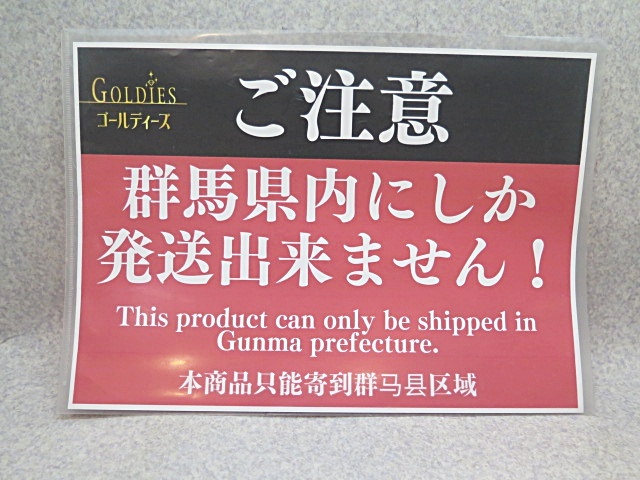 GOLDIES
ゴールディーズ
ご注意
群馬県内にしか
発送出来ません！
This product can only be shipped in
Gunma prefecture.
本商品只能寄到群马县区域